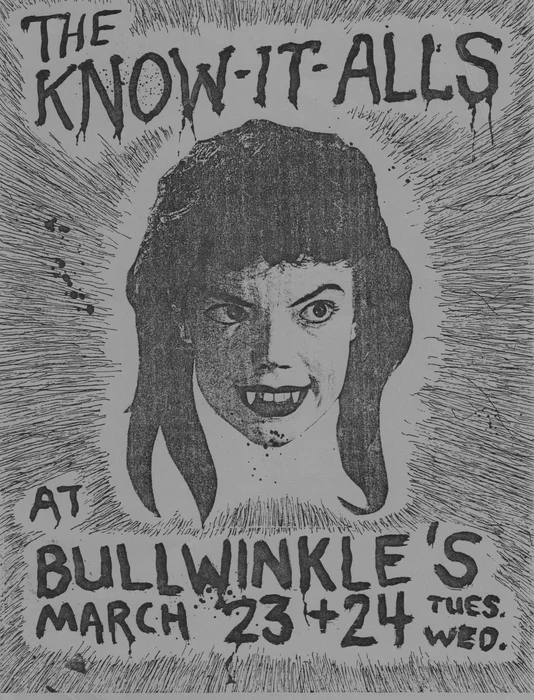 THE
KNOW-IT-ALLS
AT
BULLWINKLE'S
MARCH 23 + 24 TUES.
WED.